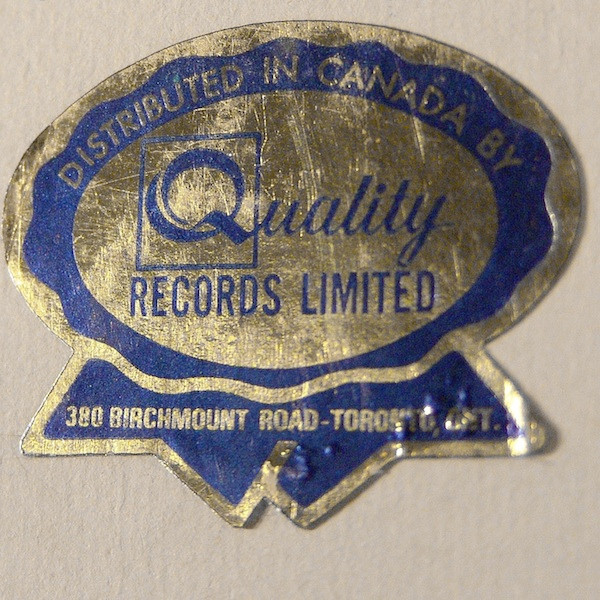 DISTRIBUTED IN CANADA BY
Quality
RECORDS LIMITED
380 BIRCHMOUNT ROAD-TORONTO, ONT.